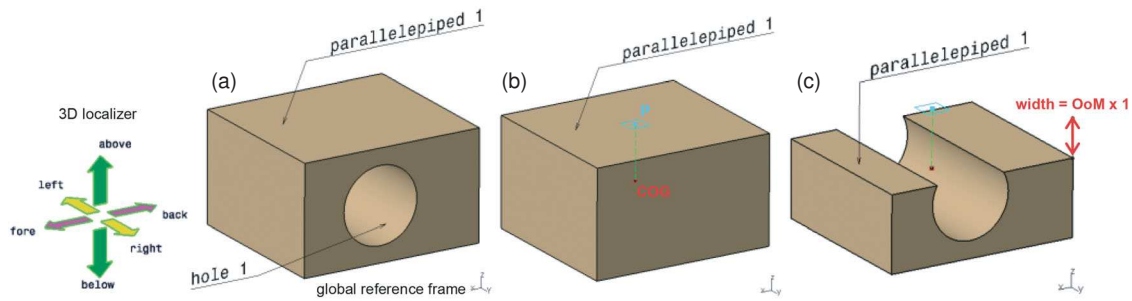 parallelepiped 1
(a)
3D localizer
above
left
back
fore
right
below
hole 1
global reference frame
z
x
y
parallelepiped 1
(b)
P
COG
z
x
y
parallelepiped 1
(c)
width = OoM x 1
z
x
y